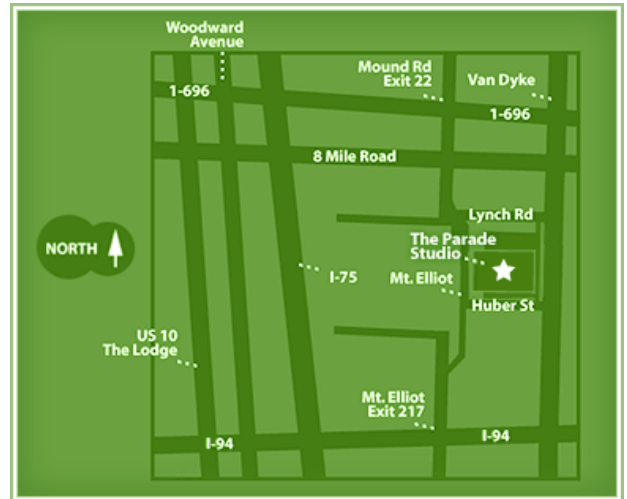 Woodward
Avenue
Mound Rd
Exit 22
Van Dyke
1-696
1-696
8 Mile Road
Lynch Rd
The Parade
Studio
NORTH
I-75
Mt. Elliot
Huber St
US 10
The Lodge
Mt. Elliot
Exit 217
I-94
I-94